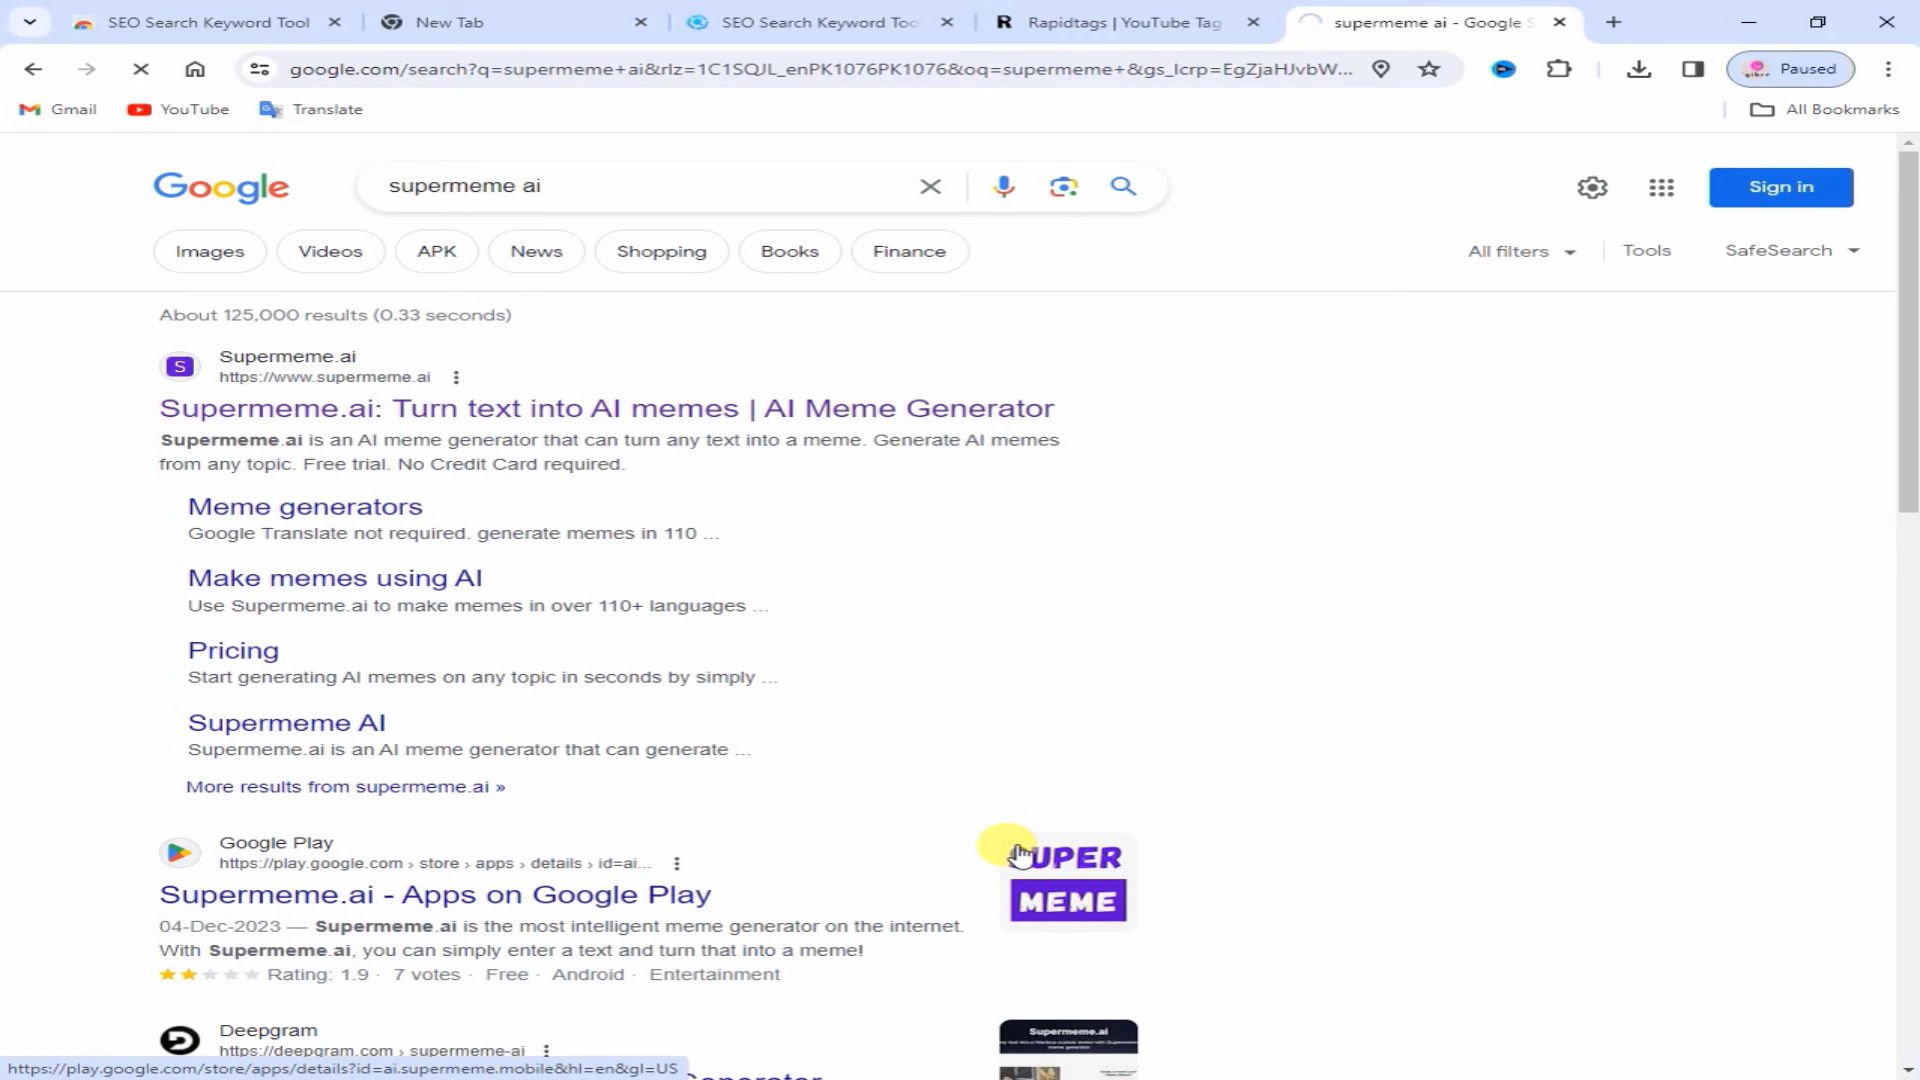 SEO Search Keyword Tool
New Tab
SEO Search Keyword Too
Rapidtags | YouTube Tag
supermeme ai - Google S
google.com/search?q=supermeme+ai&rlz=1C1SQJL_enPK1076PK1076&oq=supermeme+&gs_lcrp=EgZjaHJvbW...
Paused
Gmail
YouTube
Translate
All Bookmarks
Google
supermeme ai
Sign in
Images
Videos
APK
News
Shopping
Books
Finance
All filters
Tools
SafeSearch
About 125,000 results (0.33 seconds)
S
Supermeme.ai
https://www.supermeme.ai
Supermeme.ai: Turn text into AI memes | AI Meme Generator
Supermeme.ai is an AI meme generator that can turn any text into a meme. Generate AI memes
from any topic. Free trial. No Credit Card required.
Meme generators
Google Translate not required. generate memes in 110 ...
Make memes using AI
Use Supermeme.ai to make memes in over 110+ languages ...
Pricing
Start generating AI memes on any topic in seconds by simply ...
Supermeme AI
Supermeme.ai is an AI meme generator that can generate ...
More results from supermeme.ai »
Google Play
https://play.google.com › store › apps › details › id=ai...
Supermeme.ai - Apps on Google Play
04-Dec-2023 — Supermeme.ai is the most intelligent meme generator on the internet.
With Supermeme.ai, you can simply enter a text and turn that into a meme!
Rating: 1.9 · 7 votes · Free · Android · Entertainment
SUPER
MEME
Deepgram
https://deepgram.com › supermeme-ai
Supermeme.ai
https://play.google.com/store/apps/details?id=ai.supermeme.mobile&hl=en&gl=US